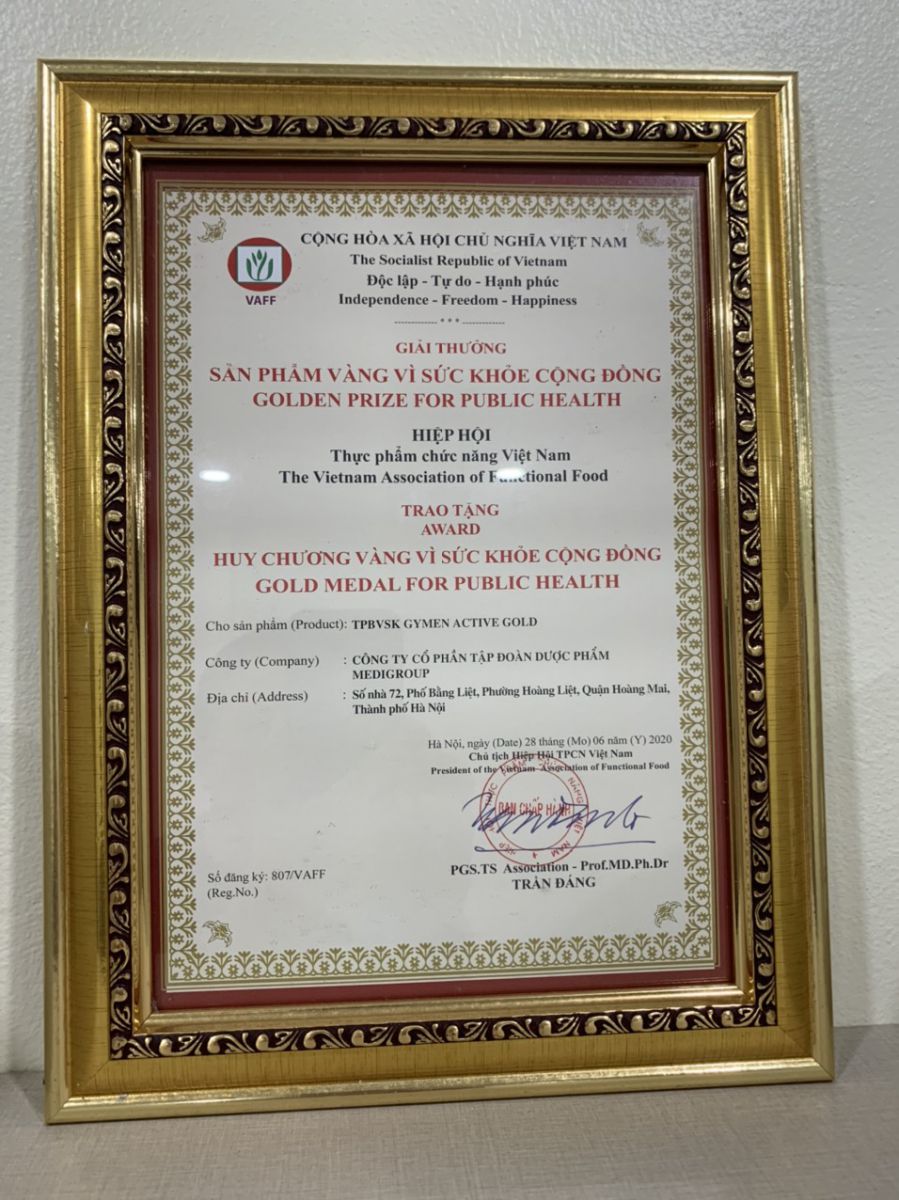 VAFF
CỘNG HÒA XÃ HỘI CHỦ NGHĨA VIỆT NAM
The Socialist Republic of Vietnam
Độc lập - Tự do - Hạnh phúc
Independence - Freedom - Happiness
------------- * * * -------------
GIẢI THƯỞNG
SẢN PHẨM VÀNG VÌ SỨC KHỎE CỘNG ĐỒNG
GOLDEN PRIZE FOR PUBLIC HEALTH
HIỆP HỘI
Thực phẩm chức năng Việt Nam
The Vietnam Association of Functional Food
TRAO TẶNG
AWARD
HUY CHƯƠNG VÀNG VÌ SỨC KHỎE CỘNG ĐỒNG
GOLD MEDAL FOR PUBLIC HEALTH
Cho sản phẩm (Product): TPBVSK GYMEN ACTIVE GOLD
Công ty (Company) : CÔNG TY CỔ PHẦN TẬP ĐOÀN DƯỢC PHẨM
MEDIGROUP
Địa chỉ (Address) : Số nhà 72, Phố Bằng Liệt, Phường Hoàng Liệt, Quận Hoàng Mai,
Thành phố Hà Nội
Hà Nội, ngày (Date) 28 tháng (Mo) 06 năm (Y) 2020
Chủ tịch Hiệp Hội TPCN Việt Nam
President of the Vietnam Association of Functional Food
BAN CHẤP HÀNH
PGS.TS Association - Prof.MD.Ph.Dr
TRẦN ĐÁNG
Số đăng ký: 807/VAFF
(Reg.No.)